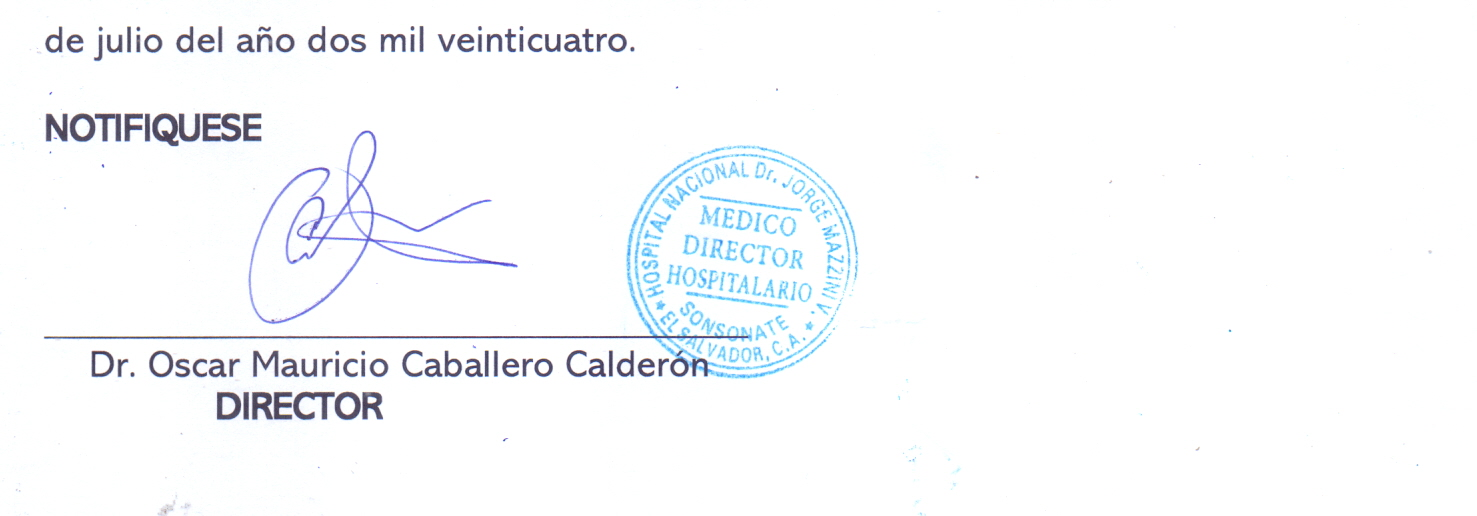 de julio del año dos mil veinticuatro.
NOTIFIQUESE
HOSPITAL NACIONAL Dr. JORGE MAZZINI V.
MEDICO
DIRECTOR
HOSPITALARIO
SONSONATE
* EL SALVADOR, C.A. *
Dr. Oscar Mauricio Caballero Calderón
DIRECTOR